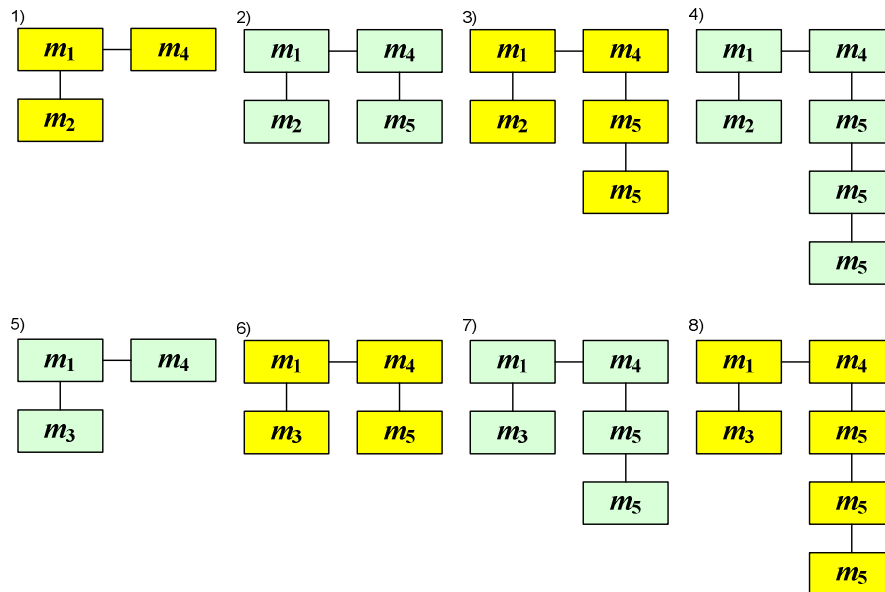 1) 2) 3) 4)
m₁ m₄ m₁ m₄ m₁ m₄ m₁ m₄
m₂ m₂ m₅ m₂ m₅ m₂ m₅
m₅ m₅
m₅
5) 6) 7) 8)
m₁ m₄ m₁ m₄ m₁ m₄ m₁ m₄
m₃ m₃ m₅ m₃ m₅ m₃ m₅
m₅ m₅
m₅